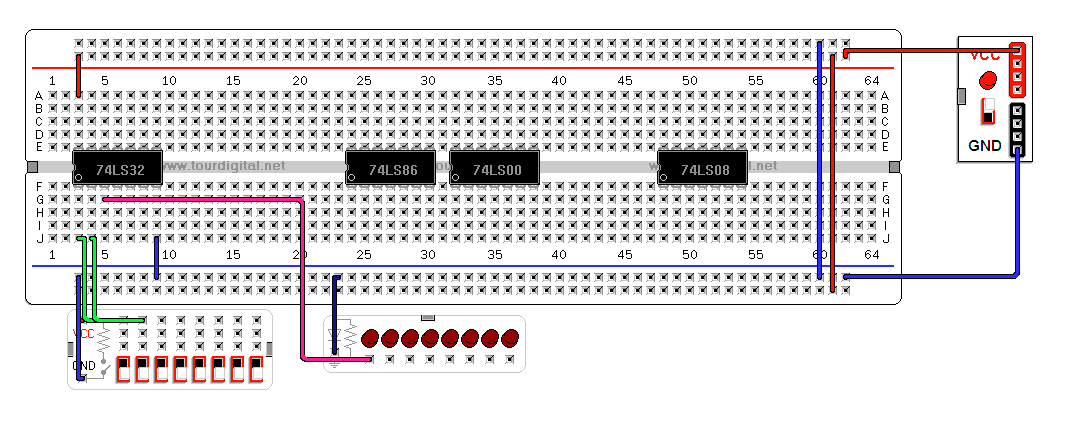 VCC
1 5 10 15 20 25 30 35 40 45 50 55 60 64
A A
B B
C C
D D
E E
GND
74LS32 www.tourdigital.net 74LS86 74LS00 74LS08
F F
G G
H H
I I
J J
1 5 10 15 20 25 30 35 40 45 50 55 60 64
VCC
GND